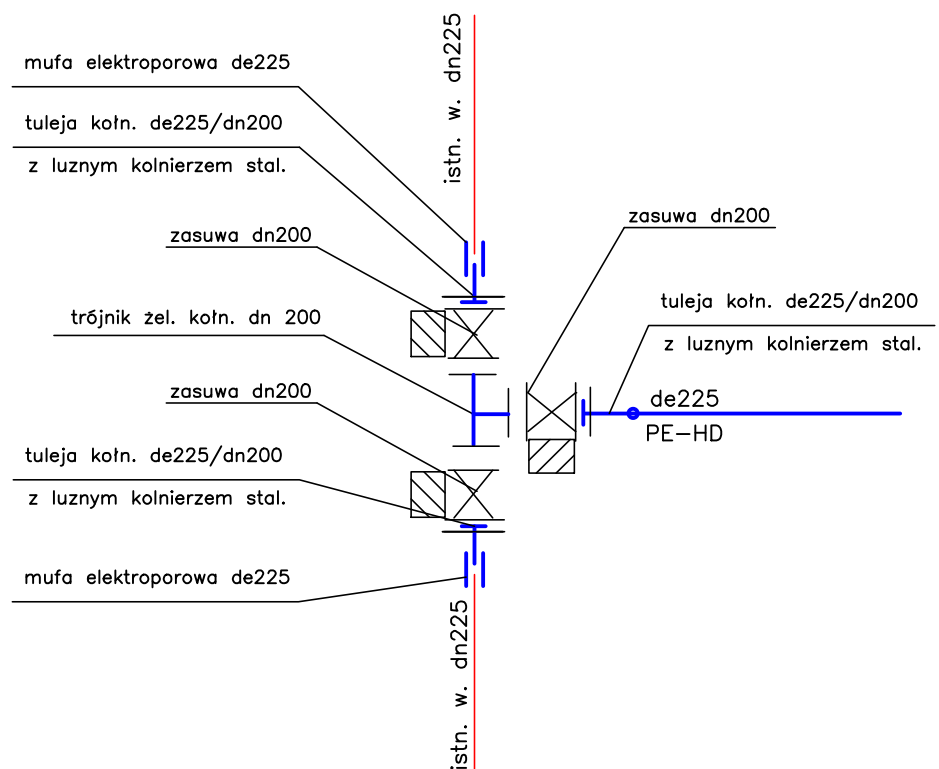 istn. w. dn225
mufa elektroporowa de225
tuleja kołn. de225/dn200
z luznym kolnierzem stal.
zasuwa dn200
zasuwa dn200
tuleja kołn. de225/dn200
z luznym kolnierzem stal.
trójnik żel. kołn. dn 200
zasuwa dn200
de225
PE-HD
tuleja kołn. de225/dn200
z luznym kolnierzem stal.
mufa elektroporowa de225
istn. w. dn225